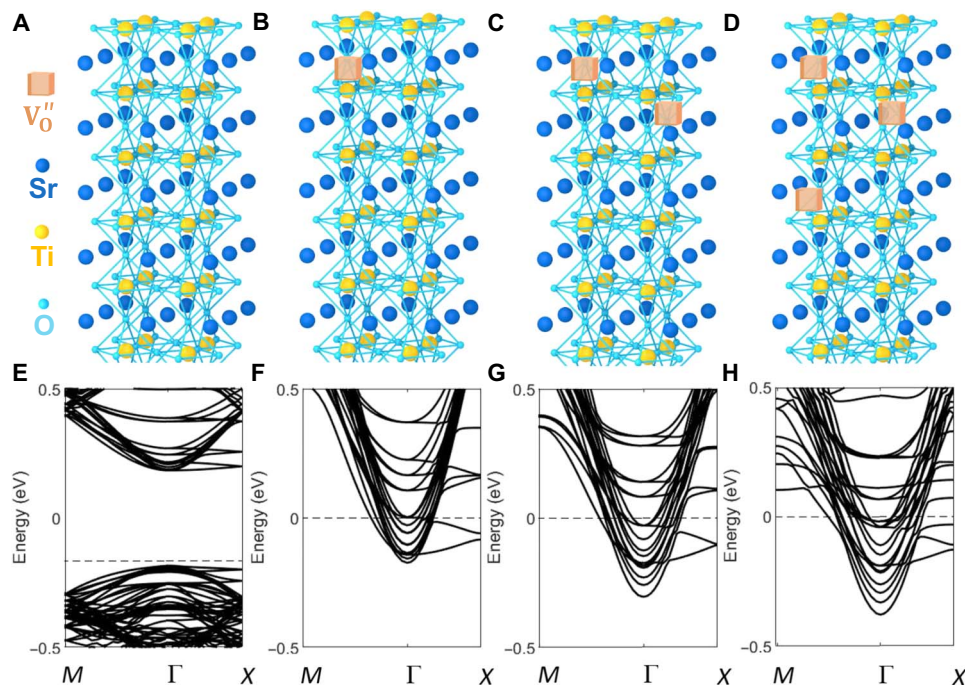 A B C D
V_O''
Sr
Ti
O
E F G H
Energy (eV) Energy (eV) Energy (eV) Energy (eV)
0.5 0.5 0.5 0.5
0 0 0 0
−0.5 −0.5 −0.5 −0.5
M Γ X M Γ X M Γ X M Γ X